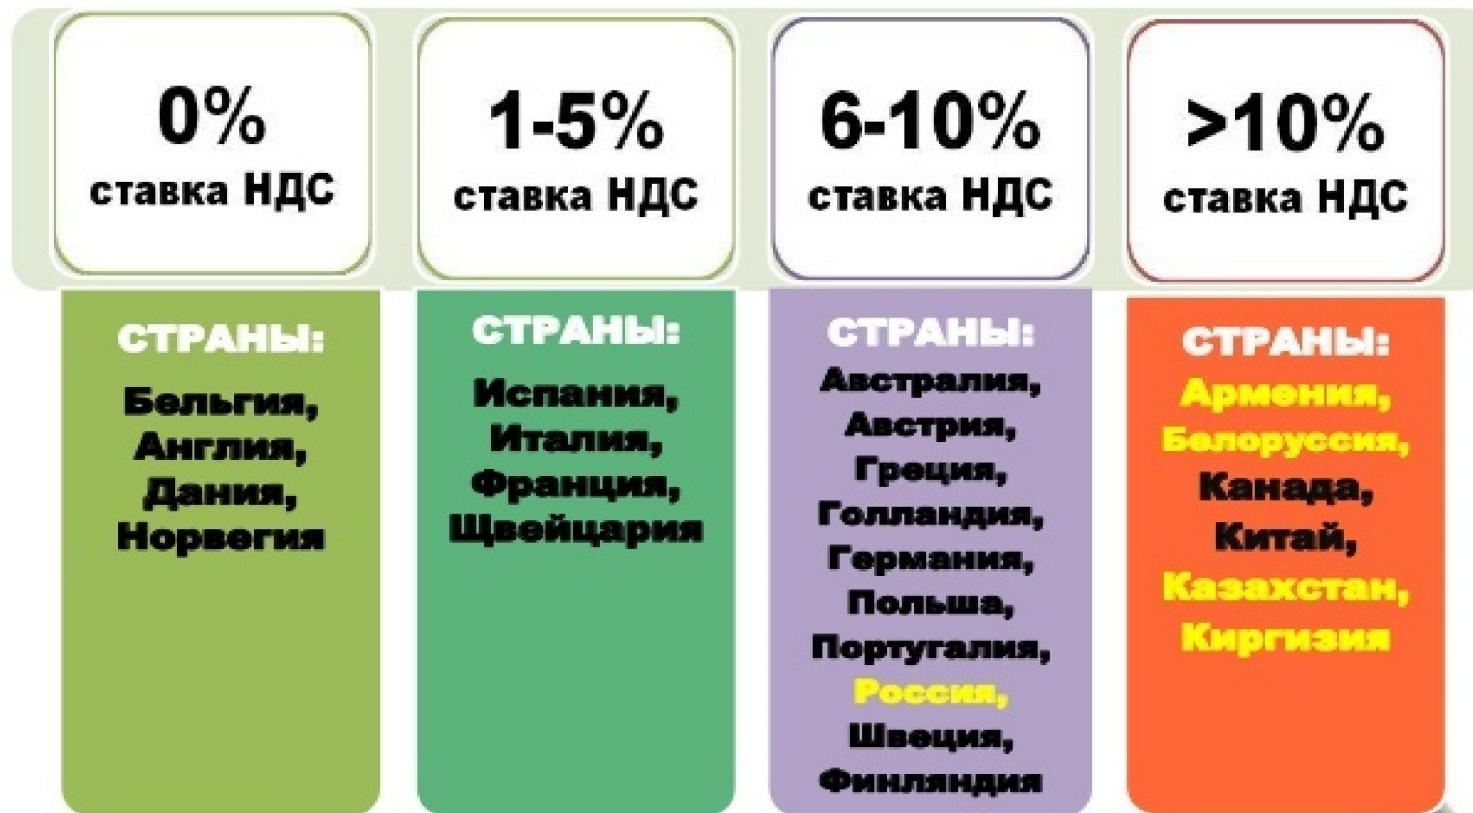 0%
ставка НДС
1-5%
ставка НДС
6-10%
ставка НДС
>10%
ставка НДС
СТРАНЫ:
Бельгия,
Англия,
Дания,
Норвегия
СТРАНЫ:
Испания,
Италия,
Франция,
Щвейцария
СТРАНЫ:
Австралия,
Австрия,
Греция,
Голландия,
Германия,
Польша,
Португалия,
Россия,
Швеция,
Финляндия
СТРАНЫ:
Армения,
Белоруссия,
Канада,
Китай,
Казахстан,
Киргизия